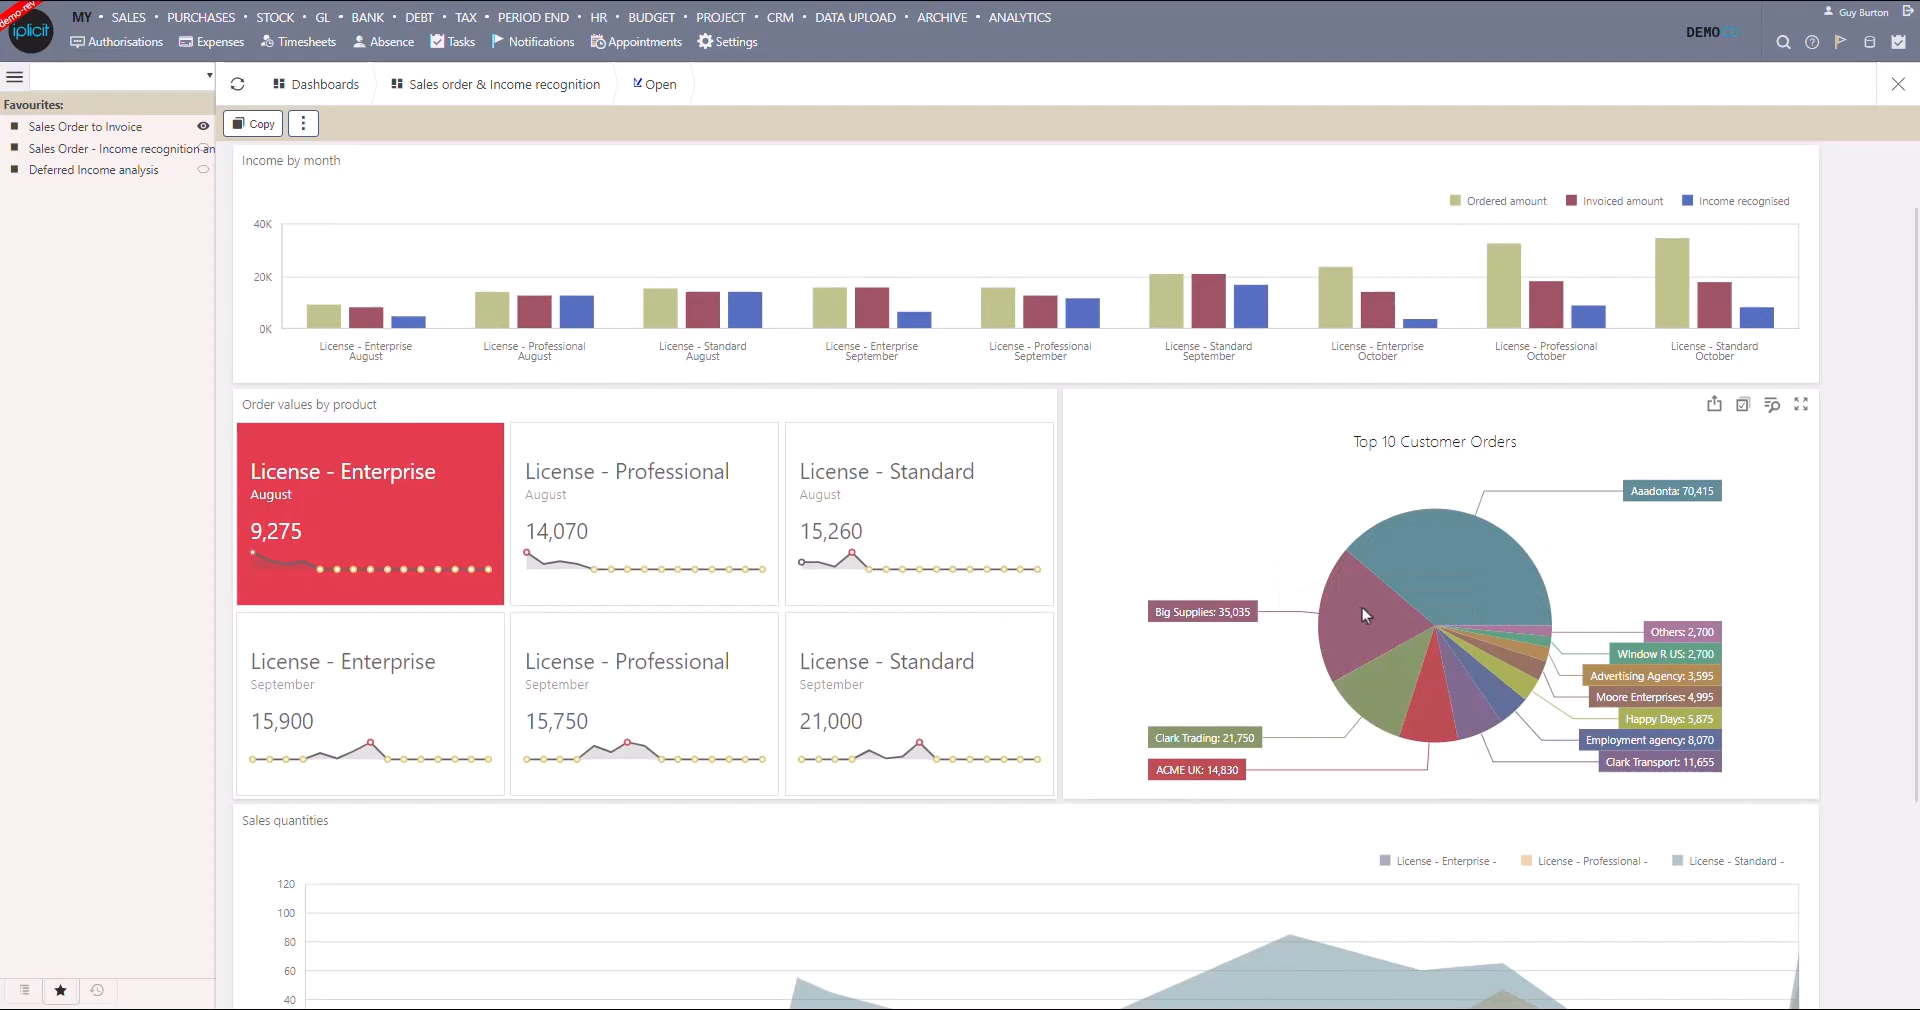 demo-rev
iplicit
MY • SALES • PURCHASES • STOCK • GL • BANK • DEBT • TAX • PERIOD END • HR • BUDGET • PROJECT • CRM • DATA UPLOAD • ARCHIVE • ANALYTICS
Guy Burton
Authorisations Expenses Timesheets Absence Tasks Notifications Appointments Settings
DEMO
Dashboards Sales order & Income recognition Open
Favourites:
Sales Order to Invoice
Sales Order - Income recognition an
Deferred Income analysis
Copy
Income by month
Ordered amount Invoiced amount Income recognised
40K
20K
0K
License - Enterprise August
License - Professional August
License - Standard August
License - Enterprise September
License - Professional September
License - Standard September
License - Enterprise October
License - Professional October
License - Standard October
Order values by product
License - Enterprise
August
9,275
License - Professional
August
14,070
License - Standard
August
15,260
License - Enterprise
September
15,900
License - Professional
September
15,750
License - Standard
September
21,000
Top 10 Customer Orders
Aaadonta: 70,415
Big Supplies: 35,035
Others: 2,700
Window R US: 2,700
Advertising Agency: 3,595
Moore Enterprises: 4,995
Happy Days: 5,875
Clark Trading: 21,750
Employment agency: 8,070
Clark Transport: 11,655
ACME UK: 14,830
Sales quantities
License - Enterprise - License - Professional - License - Standard -
120
100
80
60
40